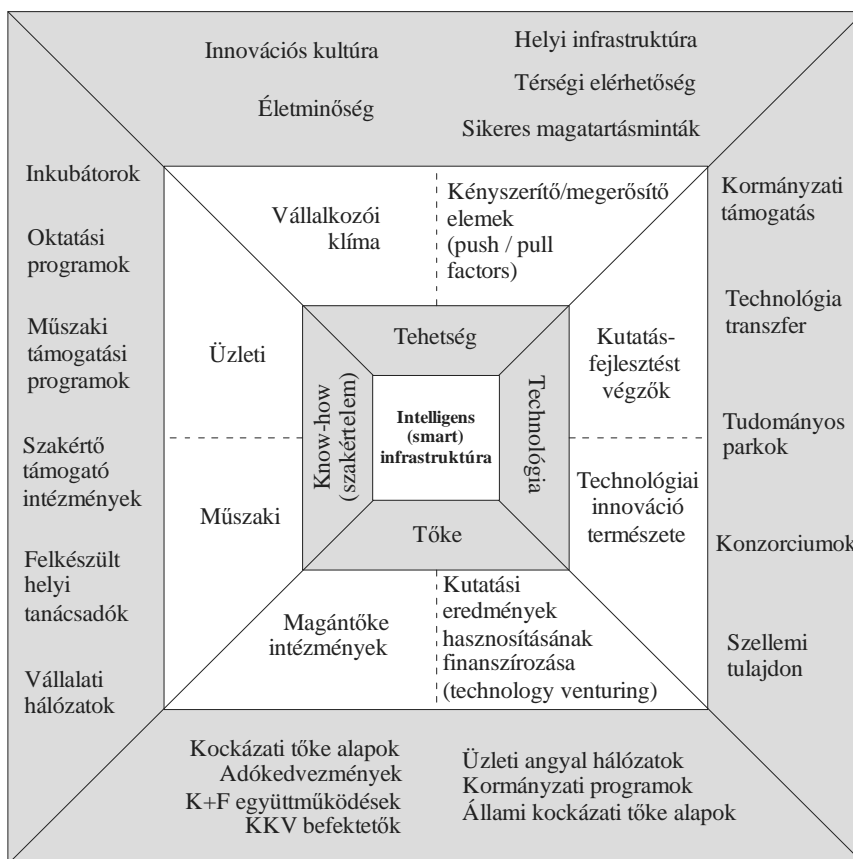 Innovációs kultúra
Életminőség
Helyi infrastruktúra
Térségi elérhetőség
Sikeres magatartásminták
Inkubátorok
Oktatási
programok
Műszaki
támogatási
programok
Szakértő
támogató
intézmények
Felkészült
helyi
tanácsadók
Vállalati
hálózatok
Vállalkozói
klíma
Kényszerítő/megerősítő
elemek
(push / pull
factors)
Üzleti
Műszaki
Tehetség
Know-how
(szakértelem)
Intelligens
(smart)
infrastruktúra
Technológia
Tőke
Kutatás-
fejlesztést
végzők
Technológiai
innováció
természete
Magántőke
intézmények
Kutatási
eredmények
hasznosításának
finanszírozása
(technology venturing)
Kormányzati
támogatás
Technológia
transzfer
Tudományos
parkok
Konzorciumok
Szellemi
tulajdon
Kockázati tőke alapok
Adókedvezmények
K+F együttműködések
KKV befektetők
Üzleti angyal hálózatok
Kormányzati programok
Állami kockázati tőke alapok